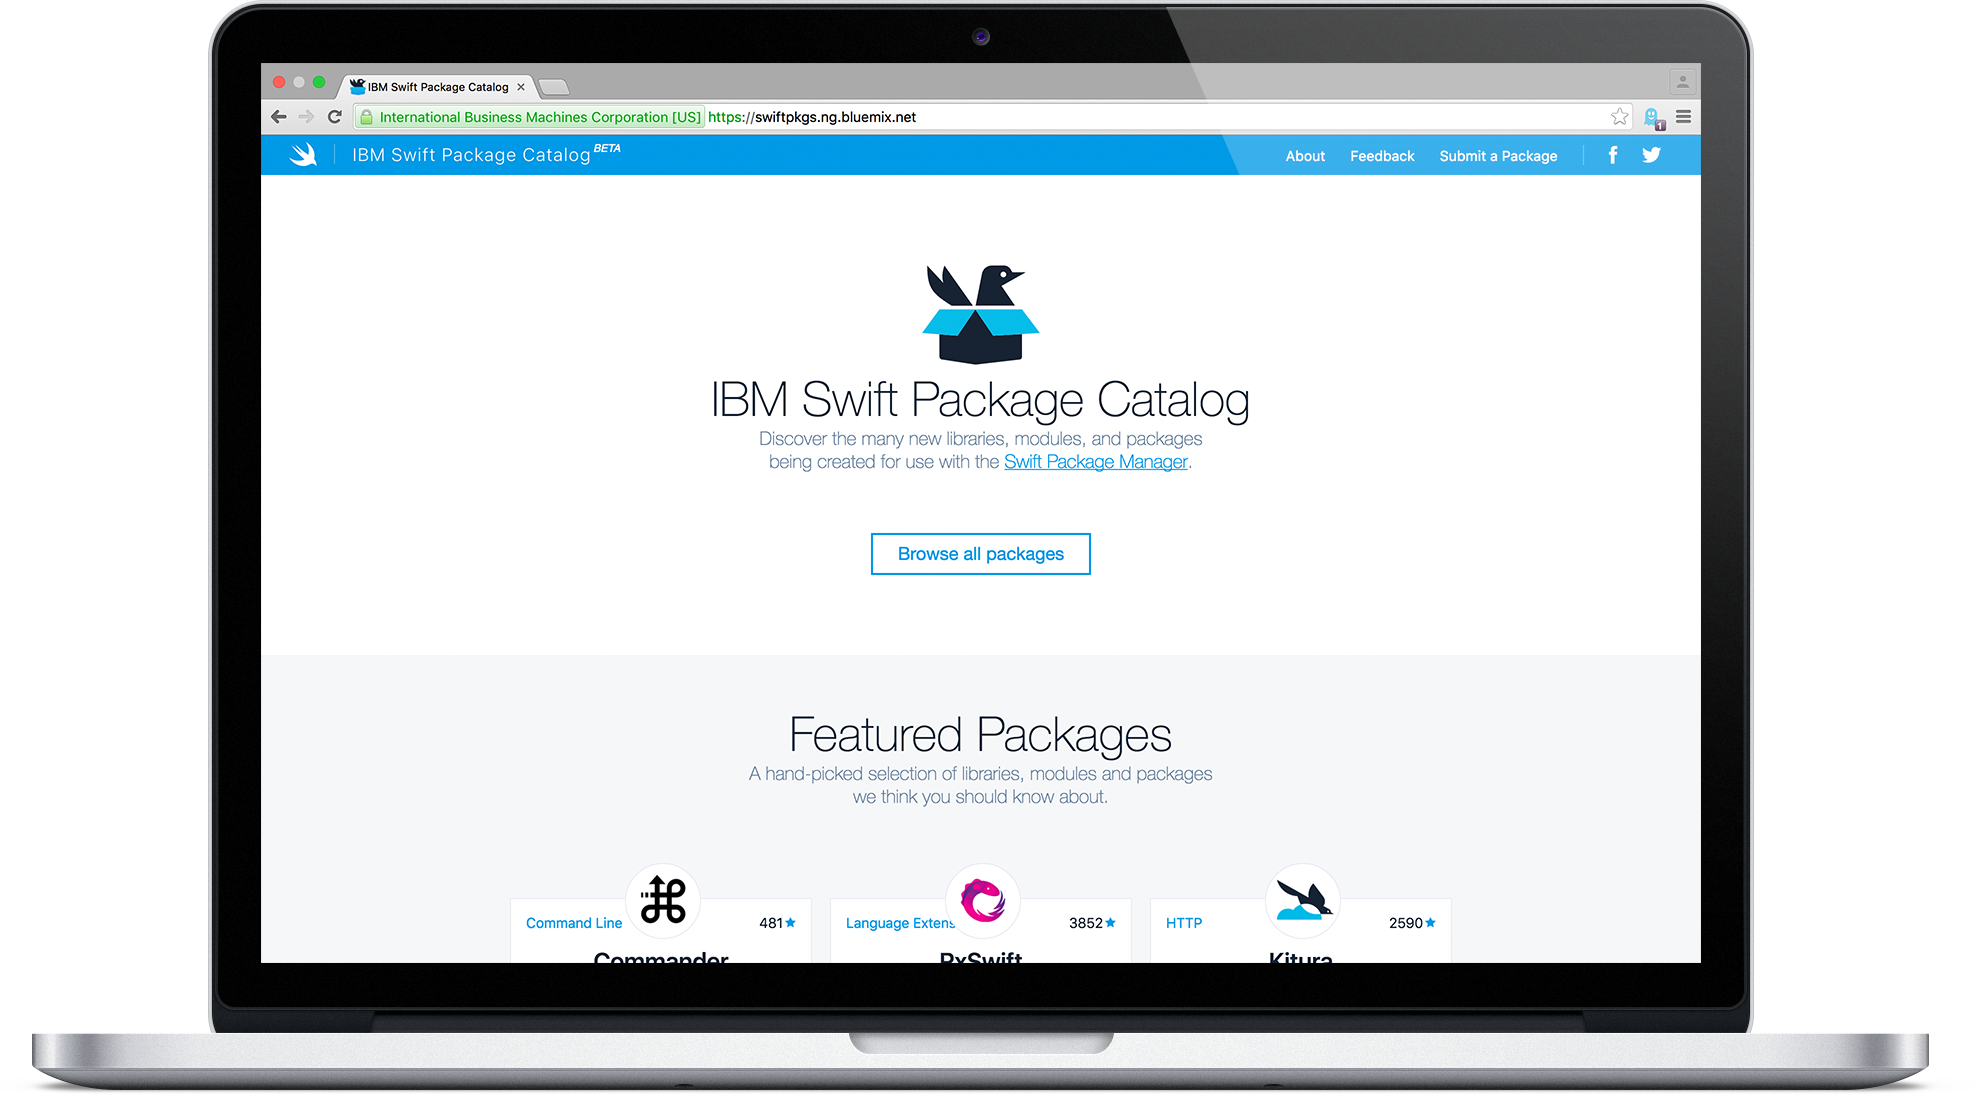 IBM Swift Package Catalog
International Business Machines Corporation [US] https://swiftpkgs.ng.bluemix.net
1
IBM Swift Package Catalog BETA
About Feedback Submit a Package
IBM Swift Package Catalog
Discover the many new libraries, modules, and packages
being created for use with the Swift Package Manager.
Browse all packages
Featured Packages
A hand-picked selection of libraries, modules and packages
we think you should know about.
Command Line 481
Language Extens 3852
HTTP 2590
Commander
RxSwift
Kitura